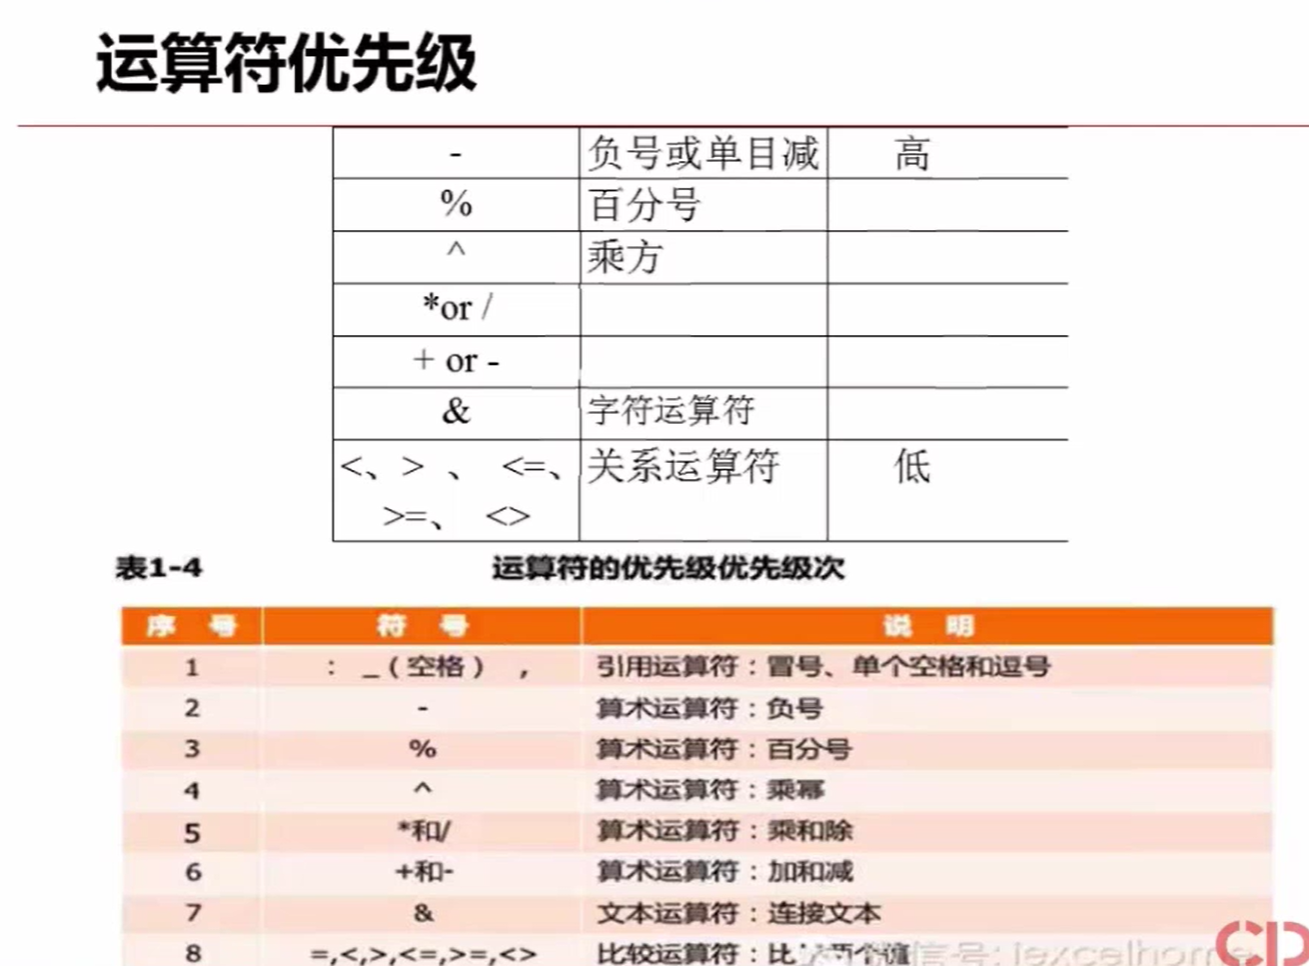 运算符优先级
- 负号或单目减 高
% 百分号
^ 乘方
*or /
+ or -
& 字符运算符
<、> 、 <=、 关系运算符 低
>=、 <>
表1-4 运算符的优先级优先级次
序 号 符 号 说 明
1 : _(空格) , 引用运算符：冒号、单个空格和逗号
2 - 算术运算符：负号
3 % 算术运算符：百分号
4 ^ 算术运算符：乘幂
5 *和/ 算术运算符：乘和除
6 +和- 算术运算符：加和减
7 & 文本运算符：连接文本
8 =,<,>,<=,>=,<> 比较运算符：比 两个值
信号: iexcelhome
CD